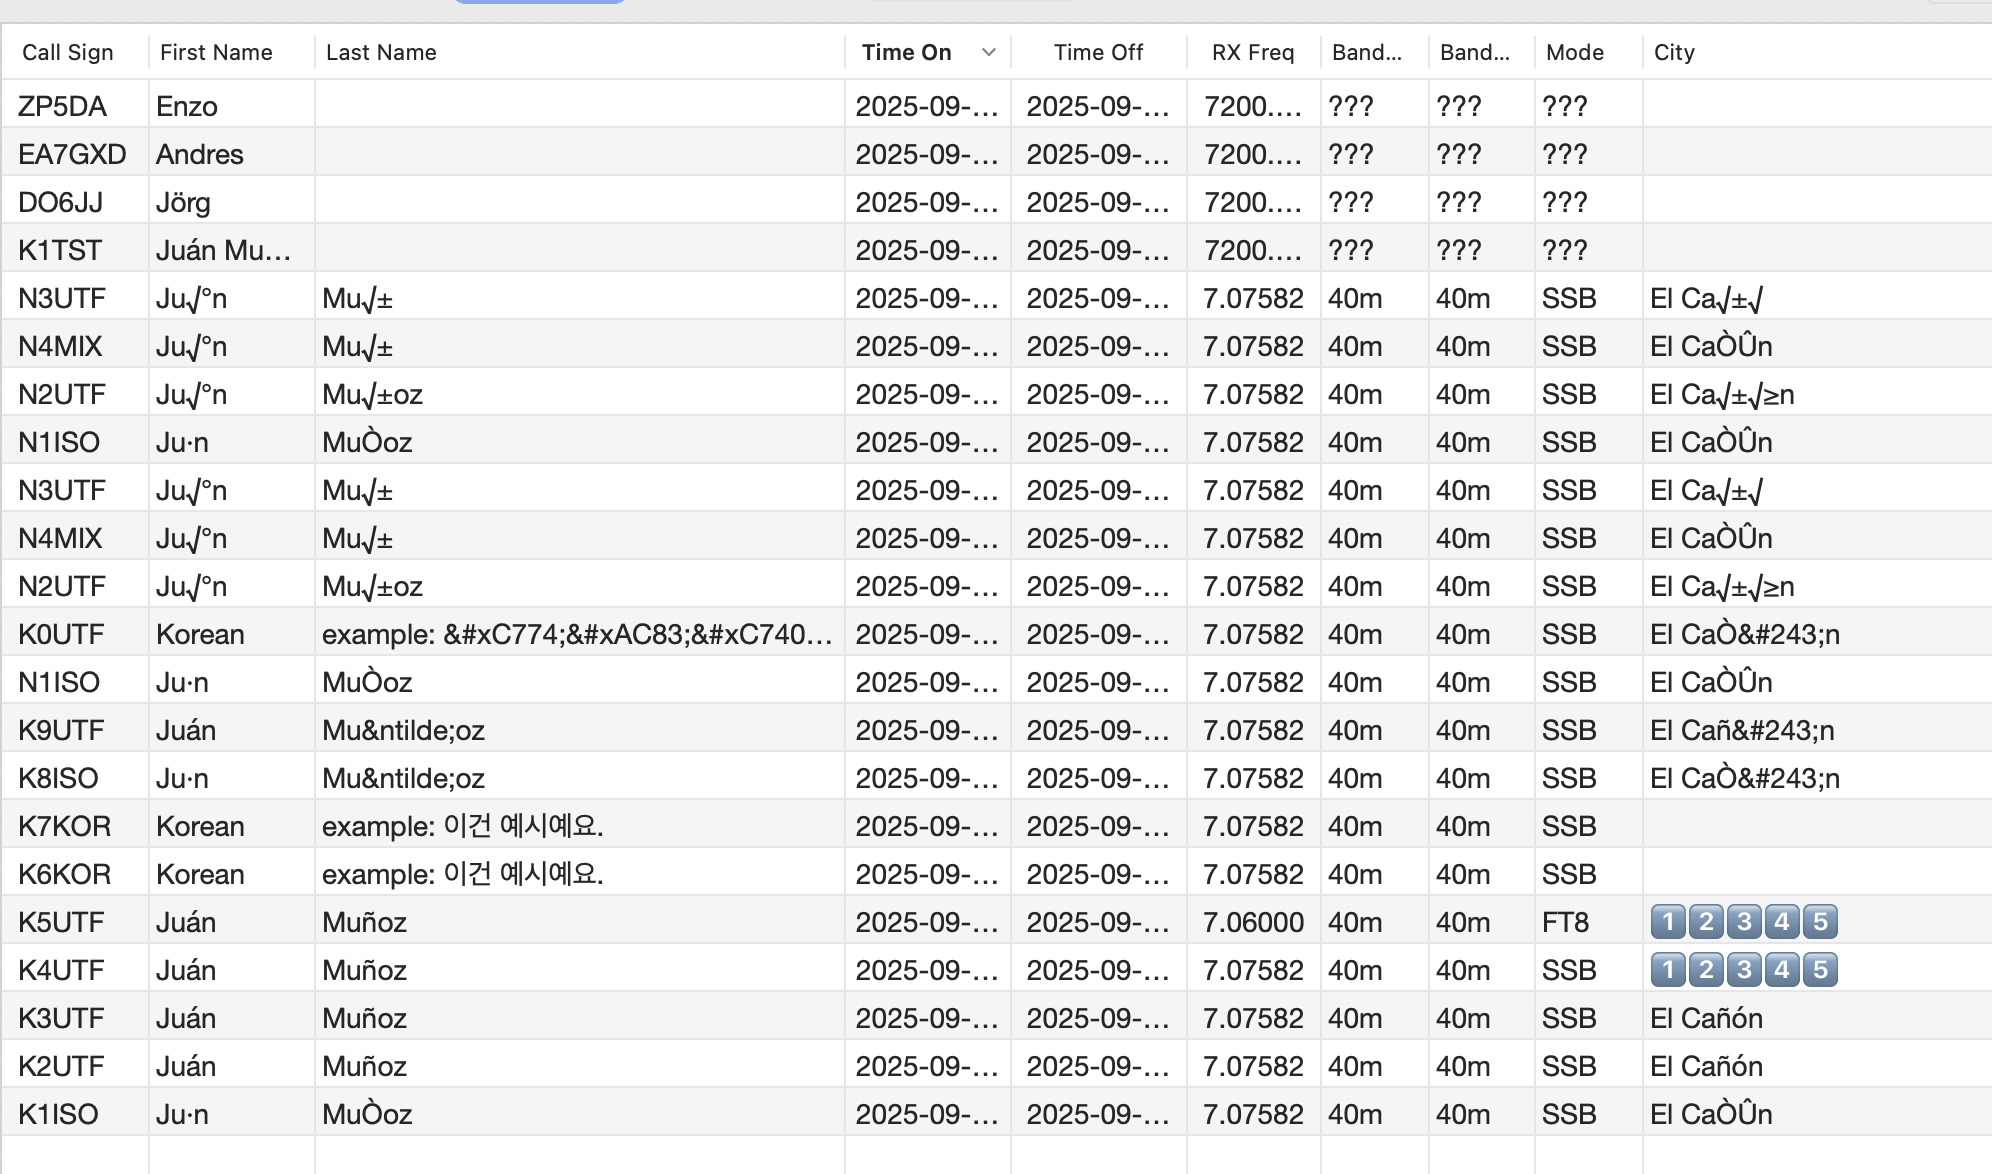 Call Sign First Name Last Name Time On Time Off RX Freq Band... Band... Mode City
ZP5DA Enzo 2025-09-... 2025-09-... 7200.... ??? ??? ???
EA7GXD Andres 2025-09-... 2025-09-... 7200.... ??? ??? ???
DO6JJ Jörg 2025-09-... 2025-09-... 7200.... ??? ??? ???
K1TST Juán Mu... 2025-09-... 2025-09-... 7200.... ??? ??? ???
N3UTF Ju√°n Mu√± 2025-09-... 2025-09-... 7.07582 40m 40m SSB El Ca√±√
N4MIX Ju√°n Mu√± 2025-09-... 2025-09-... 7.07582 40m 40m SSB El CaÒÛn
N2UTF Ju√°n Mu√±oz 2025-09-... 2025-09-... 7.07582 40m 40m SSB El Ca√±√≥n
N1ISO Ju·n MuÒoz 2025-09-... 2025-09-... 7.07582 40m 40m SSB El CaÒÛn
N3UTF Ju√°n Mu√± 2025-09-... 2025-09-... 7.07582 40m 40m SSB El Ca√±√
N4MIX Ju√°n Mu√± 2025-09-... 2025-09-... 7.07582 40m 40m SSB El CaÒÛn
N2UTF Ju√°n Mu√±oz 2025-09-... 2025-09-... 7.07582 40m 40m SSB El Ca√±√≥n
K0UTF Korean example: &#xC774;&#xAC83;&#xC740... 2025-09-... 2025-09-... 7.07582 40m 40m SSB El CaÒ&#243;n
N1ISO Ju·n MuÒoz 2025-09-... 2025-09-... 7.07582 40m 40m SSB El CaÒÛn
K9UTF Juán Mu&ntilde;oz 2025-09-... 2025-09-... 7.07582 40m 40m SSB El Cañ&#243;n
K8ISO Ju·n Mu&ntilde;oz 2025-09-... 2025-09-... 7.07582 40m 40m SSB El CaÒ&#243;n
K7KOR Korean example: 이건 예시예요. 2025-09-... 2025-09-... 7.07582 40m 40m SSB
K6KOR Korean example: 이건 예시예요. 2025-09-... 2025-09-... 7.07582 40m 40m SSB
K5UTF Juán Muñoz 2025-09-... 2025-09-... 7.06000 40m 40m FT8 1️⃣2️⃣3️⃣4️⃣5️⃣
K4UTF Juán Muñoz 2025-09-... 2025-09-... 7.07582 40m 40m SSB 1️⃣2️⃣3️⃣4️⃣5️⃣
K3UTF Juán Muñoz 2025-09-... 2025-09-... 7.07582 40m 40m SSB El Cañón
K2UTF Juán Muñoz 2025-09-... 2025-09-... 7.07582 40m 40m SSB El Cañón
K1ISO Ju·n MuÒoz 2025-09-... 2025-09-... 7.07582 40m 40m SSB El CaÒÛn